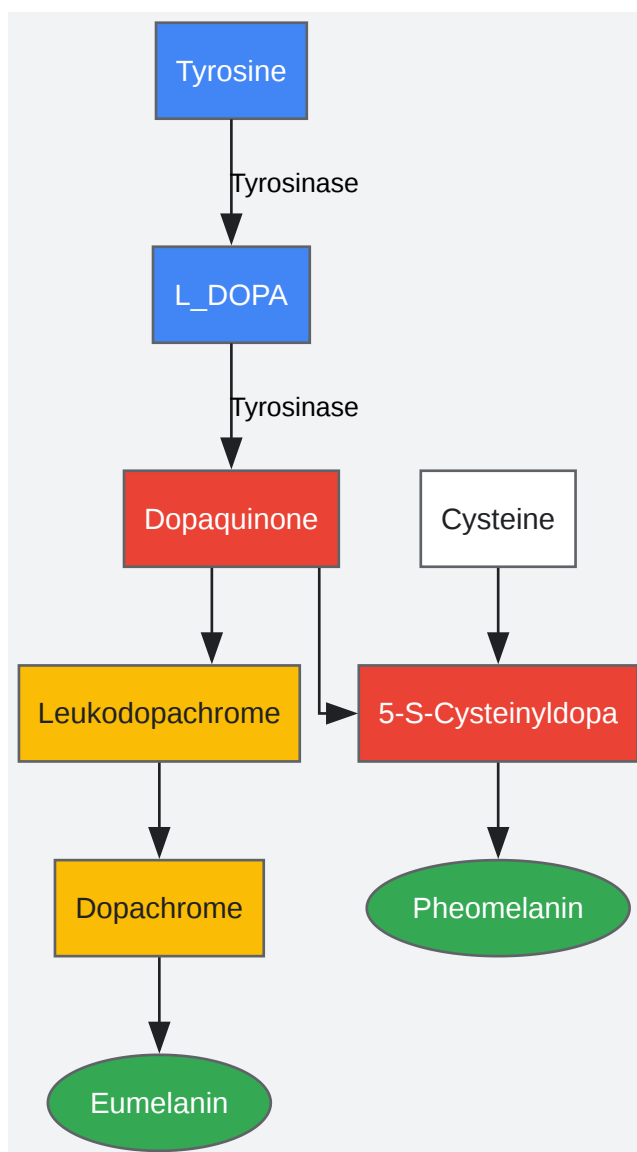 Tyrosine
Tyrosinase
L_DOPA
Tyrosinase
Dopaquinone
Cysteine
Leukodopachrome
5-S-Cysteinyldopa
Dopachrome
Pheomelanin
Eumelanin